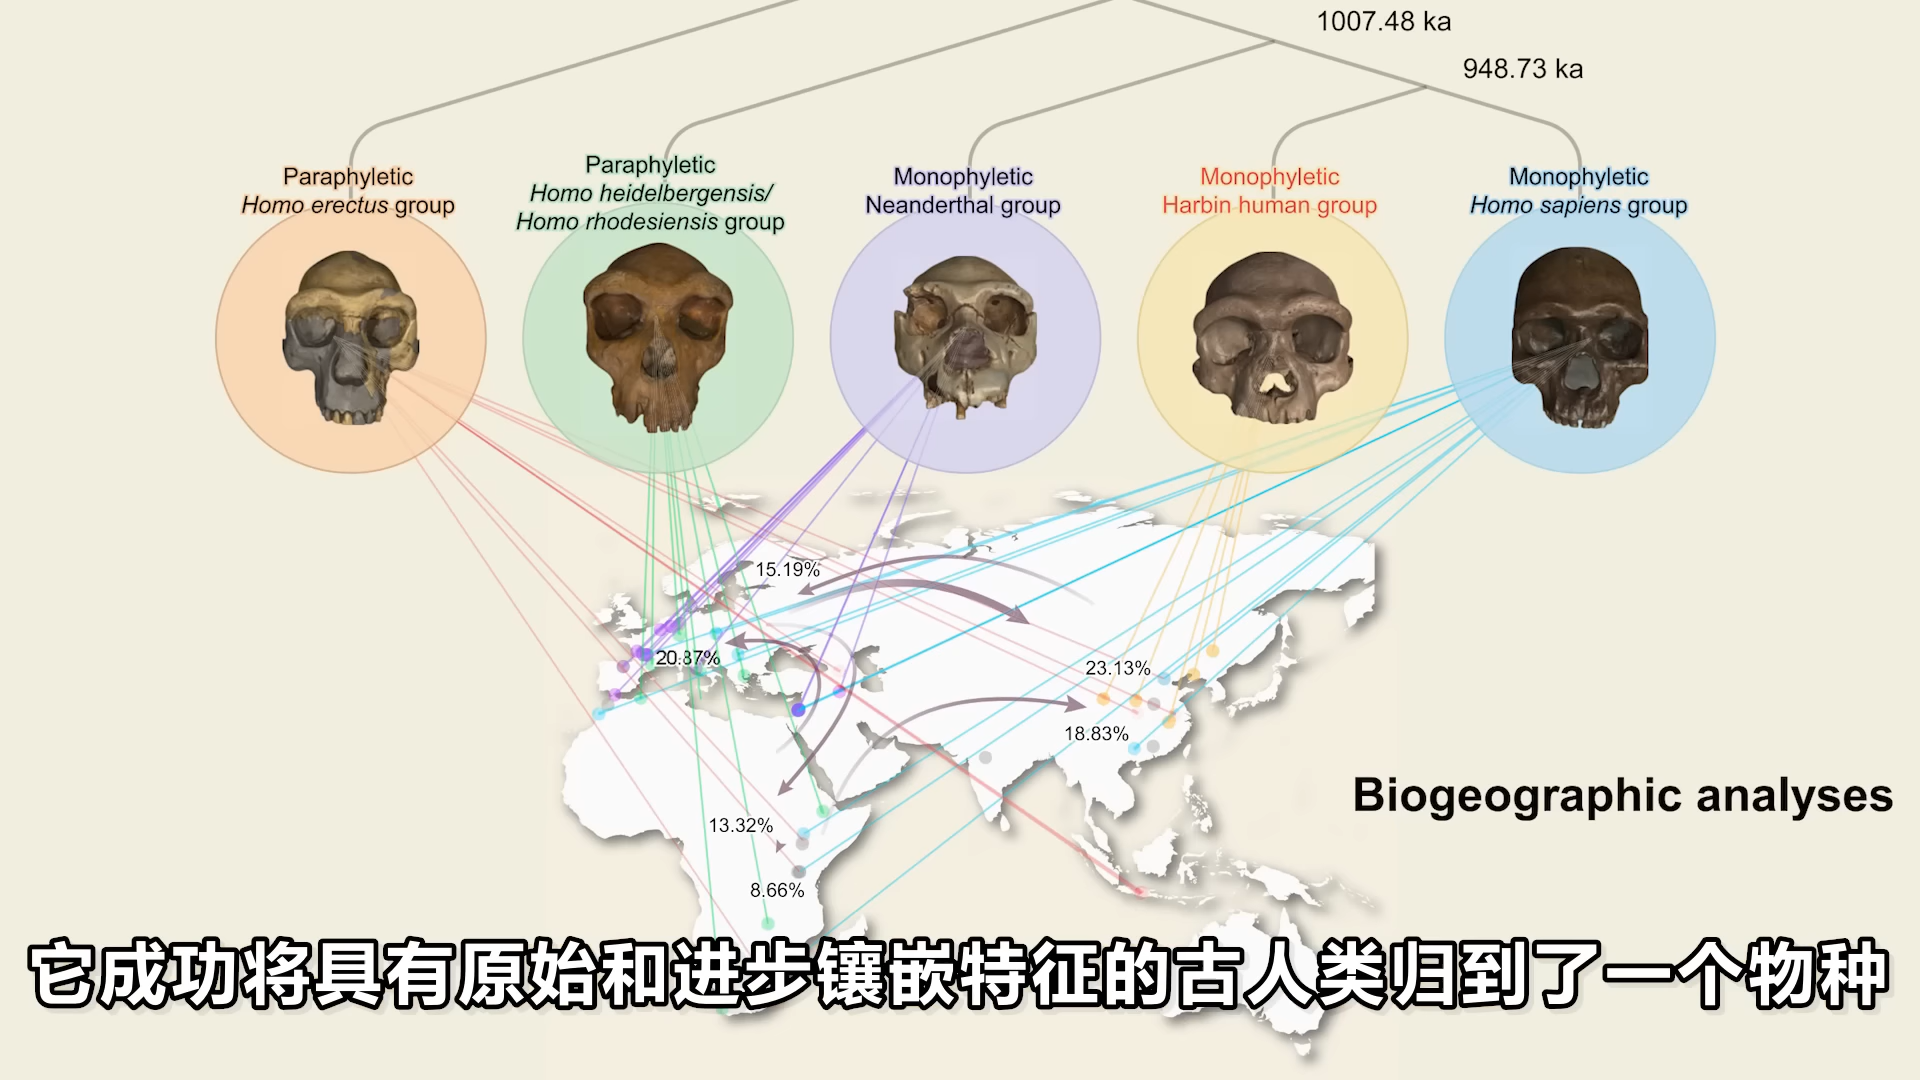 1007.48 ka
948.73 ka
Paraphyletic
Homo erectus group
Paraphyletic
Homo heidelbergensis/
Homo rhodesiensis group
Monophyletic
Neanderthal group
Monophyletic
Harbin human group
Monophyletic
Homo sapiens group
15.19%
20.87%
23.13%
18.83%
Biogeographic analyses
13.32%
8.66%
它成功将具有原始和进步镶嵌特征的古人类归到了一个物种